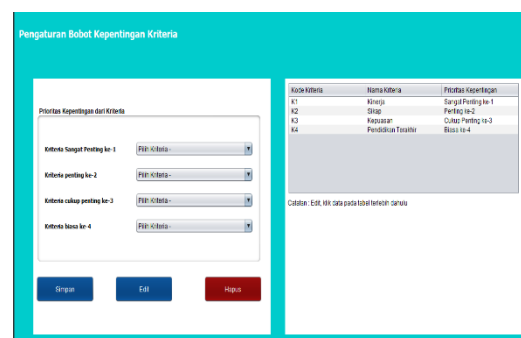 Pengaturan Bobot Kepentingan Kriteria
Prioritas Kepentingan dari Kriteria
Kriteria Sangat Penting ke-1 Pilih Kriteria -
Kriteria penting ke-2 Pilih Kriteria -
Kriteria cukup penting ke-3 Pilih Kriteria -
Kriteria biasa ke-4 Pilih Kriteria -
Simpan Edit Hapus
Kode Kriteria Nama Kriteria Prioritas Kepentingan
K1 Kinerja Sangat Penting ke-1
K2 Sikap Penting ke-2
K3 Kepuasan Cukup Penting ke-3
K4 Pendidikan Terakhir Biasa ke-4
Catatan : Edit, klik data pada tabel terlebih dahulu